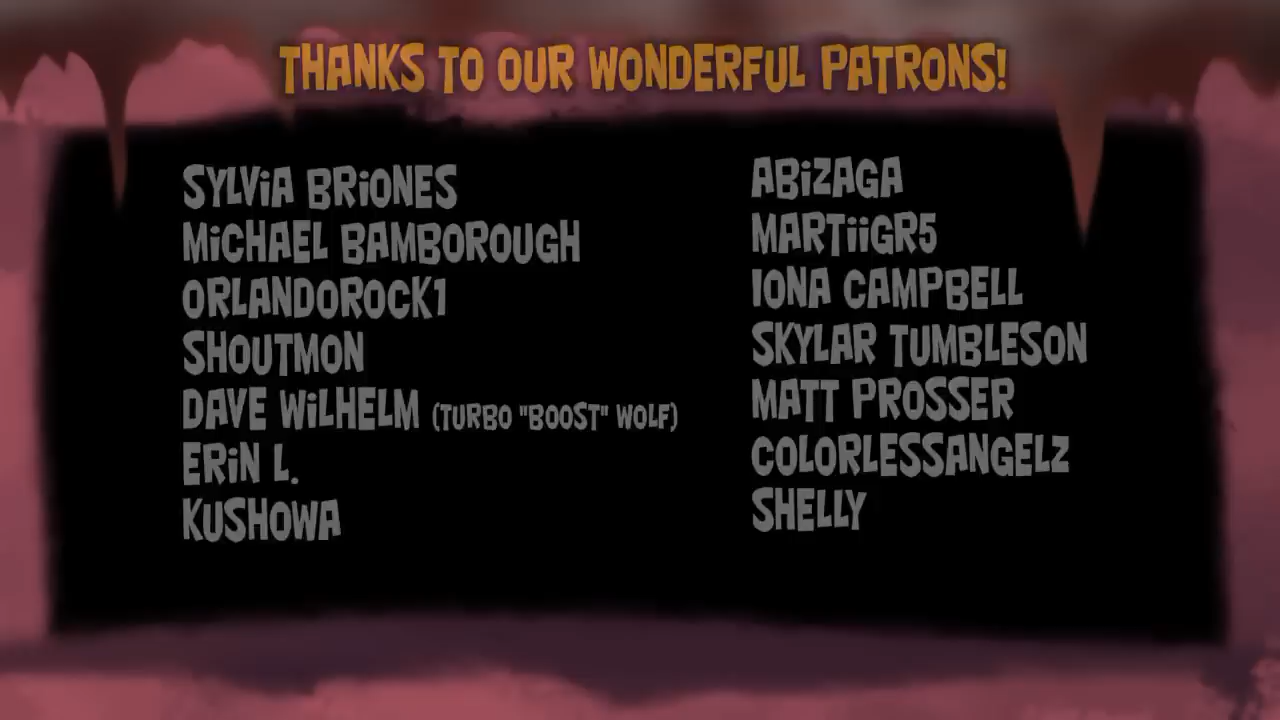 THANKS TO OUR WONDERFUL PATRONS!
SYLViA BRiONES
MiCHAEL BAMBOROUGH
ORLANDOROCK1
SHOUTMON
DAVE WiLHELM (TURBO "BOOST" WOLF)
ERiN L.
KUSHOWA
ABiZAGA
MARTiiGR5
IONA CAMPBELL
SKYLAR TUMBLESON
MATT PROSSER
COLORLESSANGELZ
SHELLY